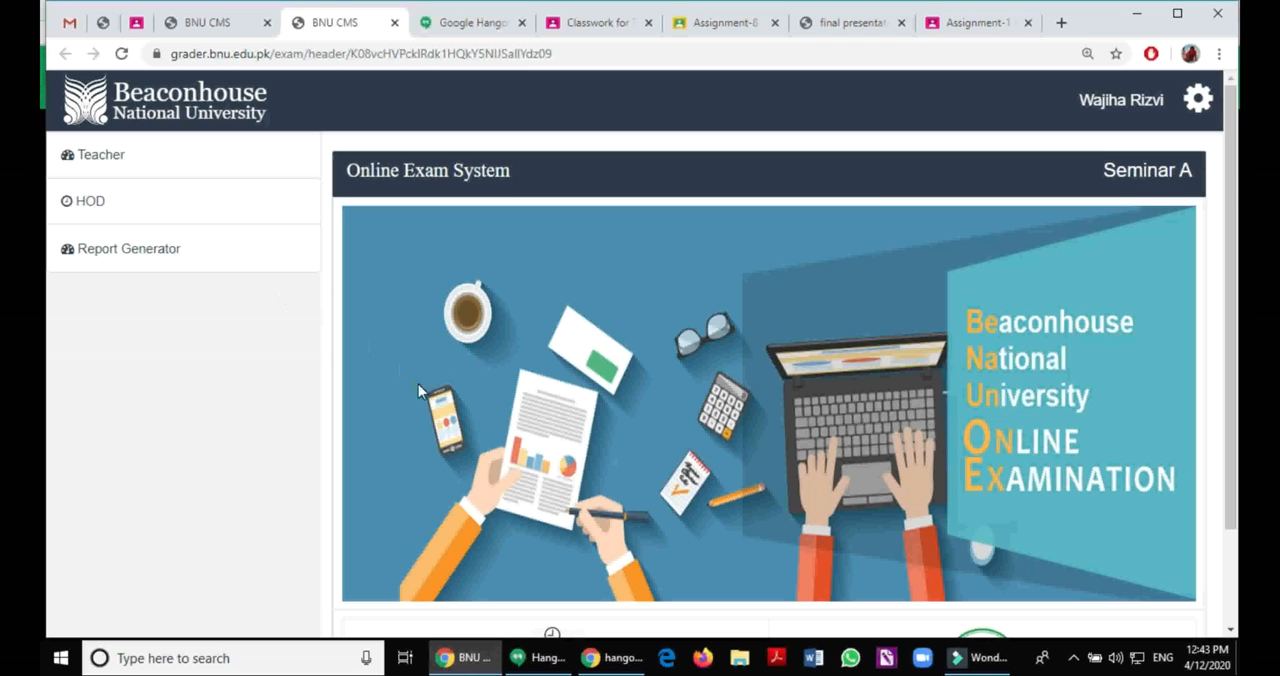 BNU CMS
BNU CMS
Google Hango
Classwork for
Assignment-8
final presentat
Assignment-1
grader.bnu.edu.pk/exam/header/
Beaconhouse
National University
Wajiha Rizvi
Teacher
HOD
Report Generator
Online Exam System
Seminar A
Beaconhouse
National
University
ONLINE
EXAMINATION
Type here to search
BNU ...
Hang...
hango...
Wond...
ENG
12:43 PM
4/12/2020